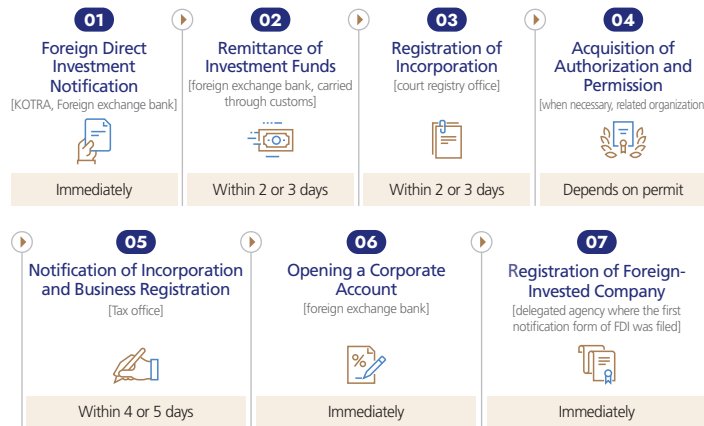 01
Foreign Direct
Investment
Notification
[KOTRA, Foreign exchange bank]
Immediately
02
Remittance of
Investment Funds
[foreign exchange bank, carried
through customs]
Within 2 or 3 days
03
Registration of
Incorporation
[court registry office]
Within 2 or 3 days
04
Acquisition of
Authorization and
Permission
[when necessary, related organization
Depends on permit
05
Notification of Incorporation
and Business Registration
[Tax office]
Within 4 or 5 days
06
Opening a Corporate
Account
[foreign exchange bank]
%
Immediately
07
Registration of Foreign-
Invested Company
[delegated agency where the first
notification form of FDI was filed]
Immediately